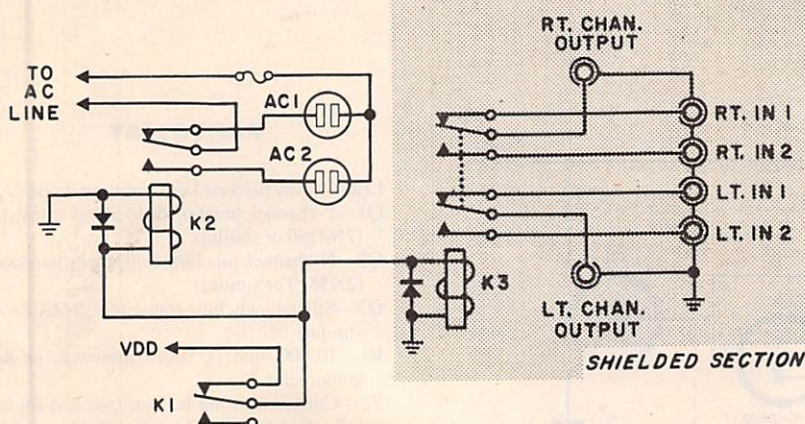 TO
AC
LINE
AC1
AC2
K2
VDD
K1
K3
RT. CHAN.
OUTPUT
RT. IN 1
RT. IN 2
LT. IN 1
LT. IN 2
LT. CHAN.
OUTPUT
SHIELDED SECTION